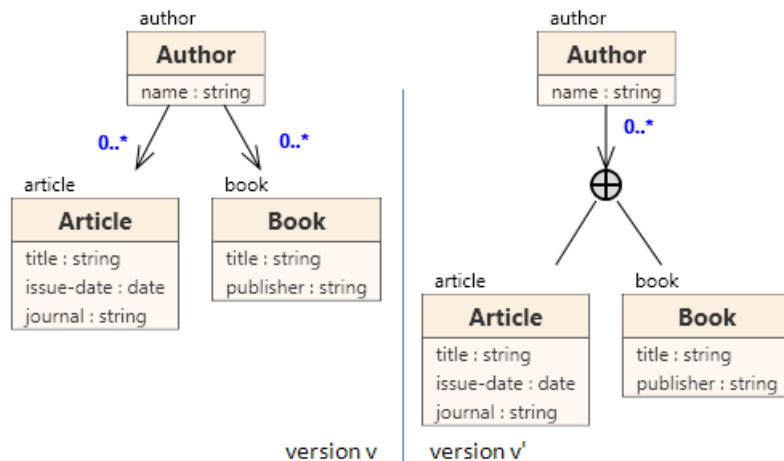 author
Author
name : string
0..*
0..*
article
Article
title : string
issue-date : date
journal : string
book
Book
title : string
publisher : string
version v
author
Author
name : string
0..*
article
Article
title : string
issue-date : date
journal : string
book
Book
title : string
publisher : string
version v'